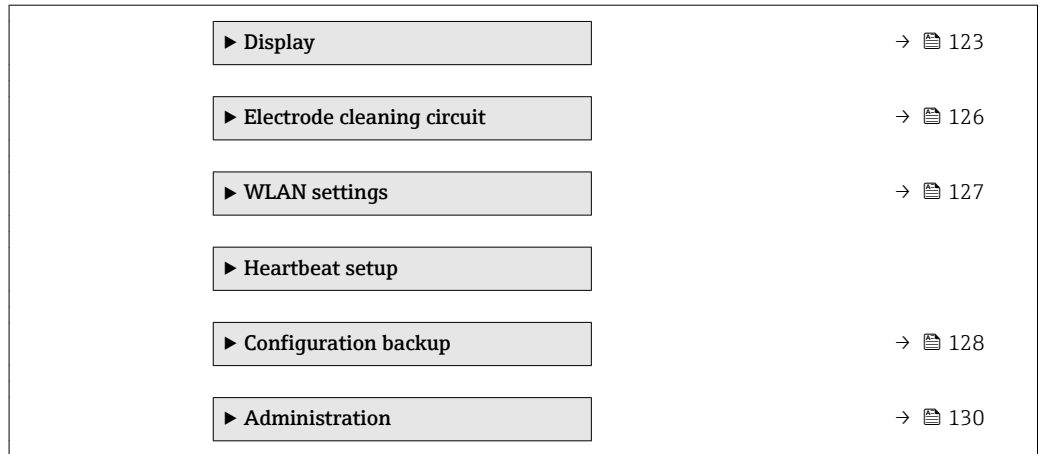 ▶ Display → 123
▶ Electrode cleaning circuit → 126
▶ WLAN settings → 127
▶ Heartbeat setup
▶ Configuration backup → 128
▶ Administration → 130